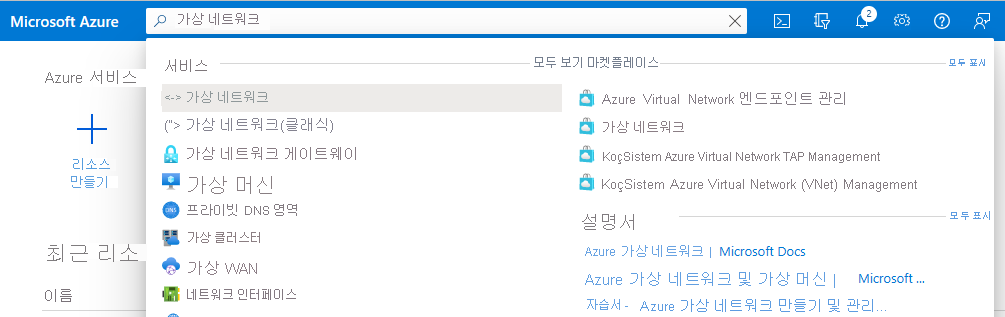 Microsoft Azure
가상 네트워크
2
Azure 서비스
리소스
만들기
최근 리소
이름
서비스
모두 보기 마켓플레이스
모두 표시
<-> 가상 네트워크
("> 가상 네트워크(클래식)
가상 네트워크 게이트웨이
가상 머신
DNS 프라이빗 DNS 영역
가상 클러스터
가상 WAN
네트워크 인터페이스
Azure Virtual Network 엔드포인트 관리
가상 네트워크
KoçSistem Azure Virtual Network TAP Management
KoçSistem Azure Virtual Network (VNet) Management
설명서
모두 표시
Azure 가상 네트워크 | Microsoft Docs
Azure 가상 네트워크 및 가상 머신 | Microsoft ...
자습서 - Azure 가상 네트워크 만들기 및 관리...